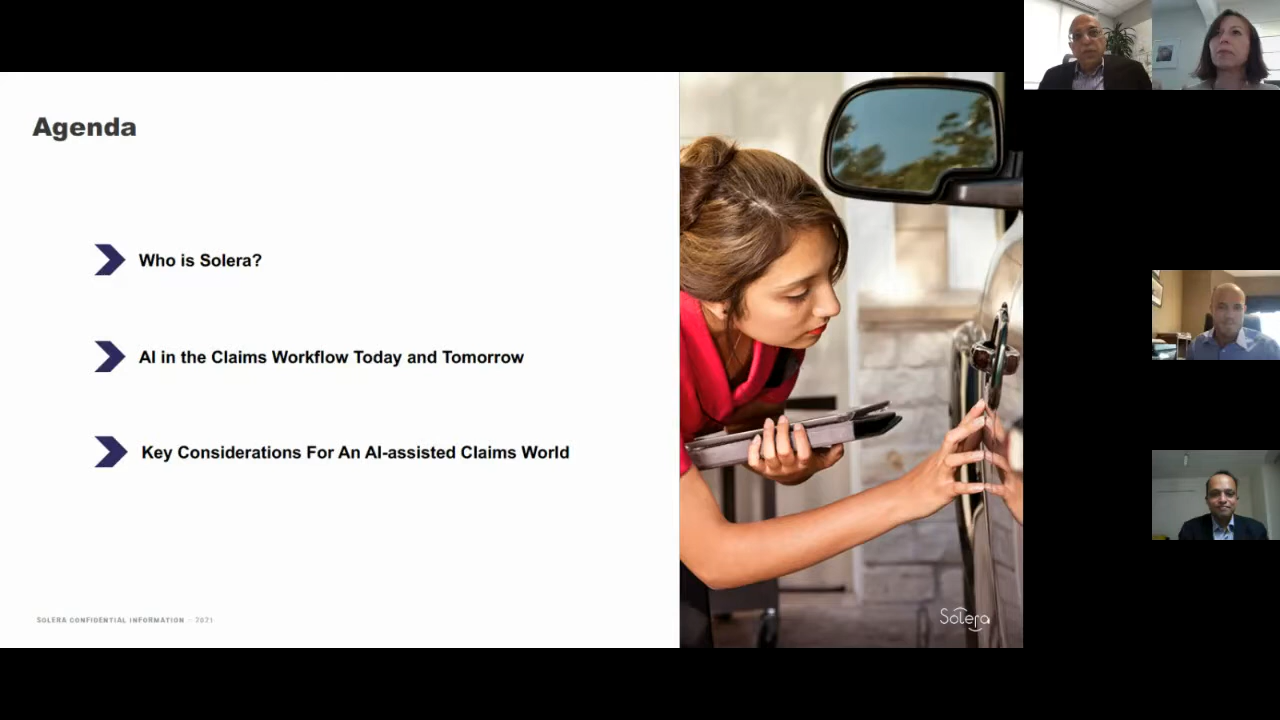 Agenda
Who is Solera?
AI in the Claims Workflow Today and Tomorrow
Key Considerations For An AI-assisted Claims World
SOLERA CONFIDENTIAL INFORMATION – 2021
Solera